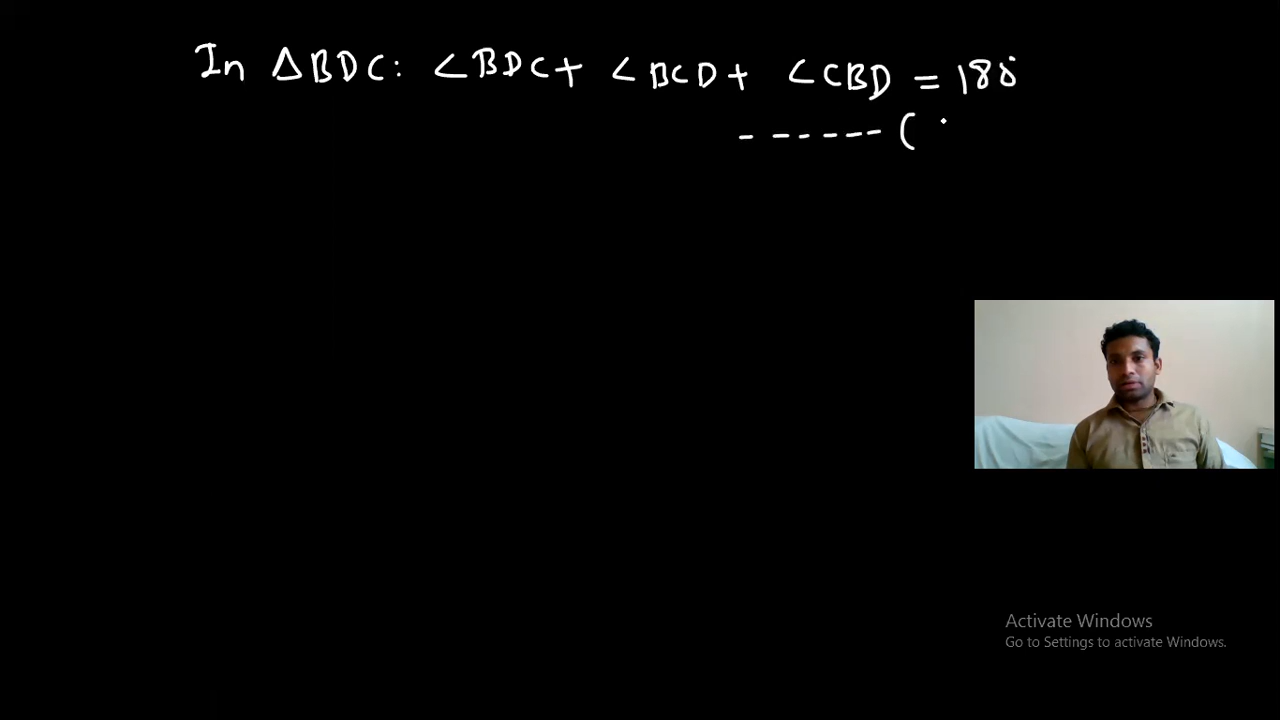 In ΔBDC: ∠BDC + ∠BCD + ∠CBD = 180°
------ (
Activate Windows
Go to Settings to activate Windows.